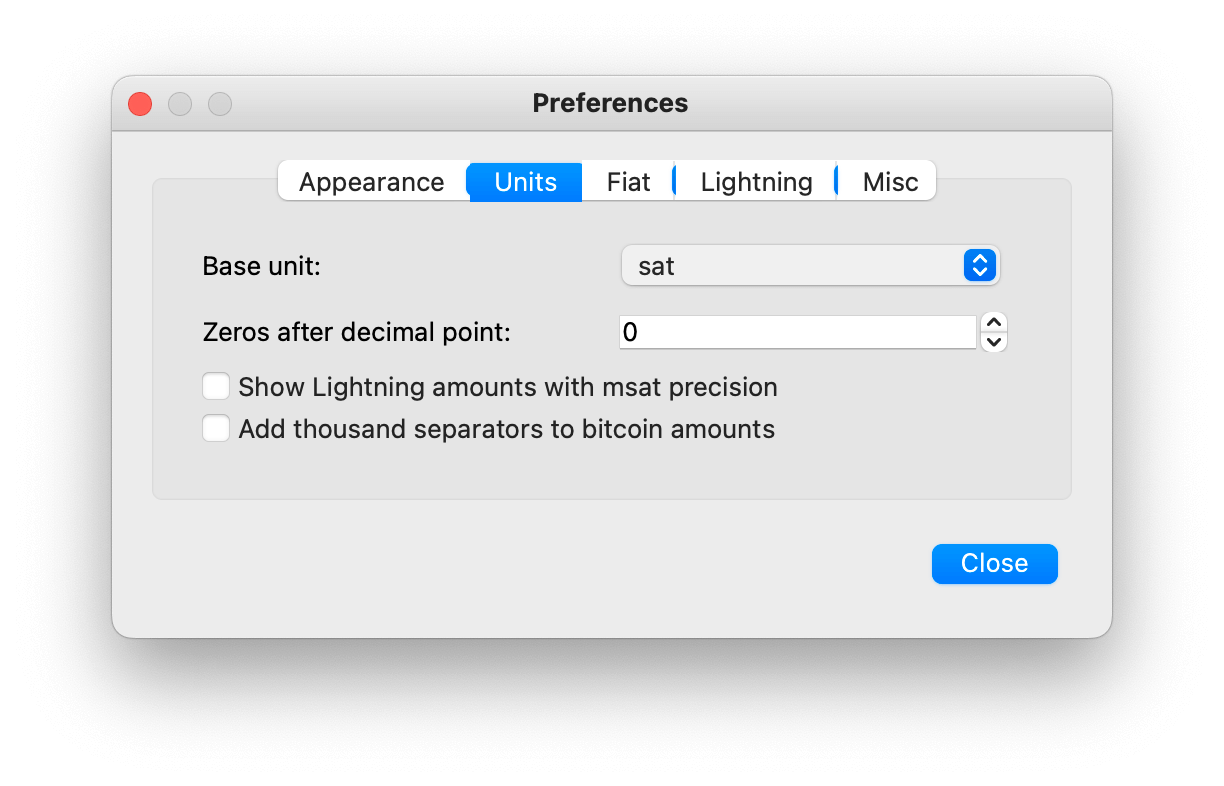 Preferences
Appearance Units Fiat Lightning Misc
Base unit: sat
Zeros after decimal point: 0
Show Lightning amounts with msat precision
Add thousand separators to bitcoin amounts
Close